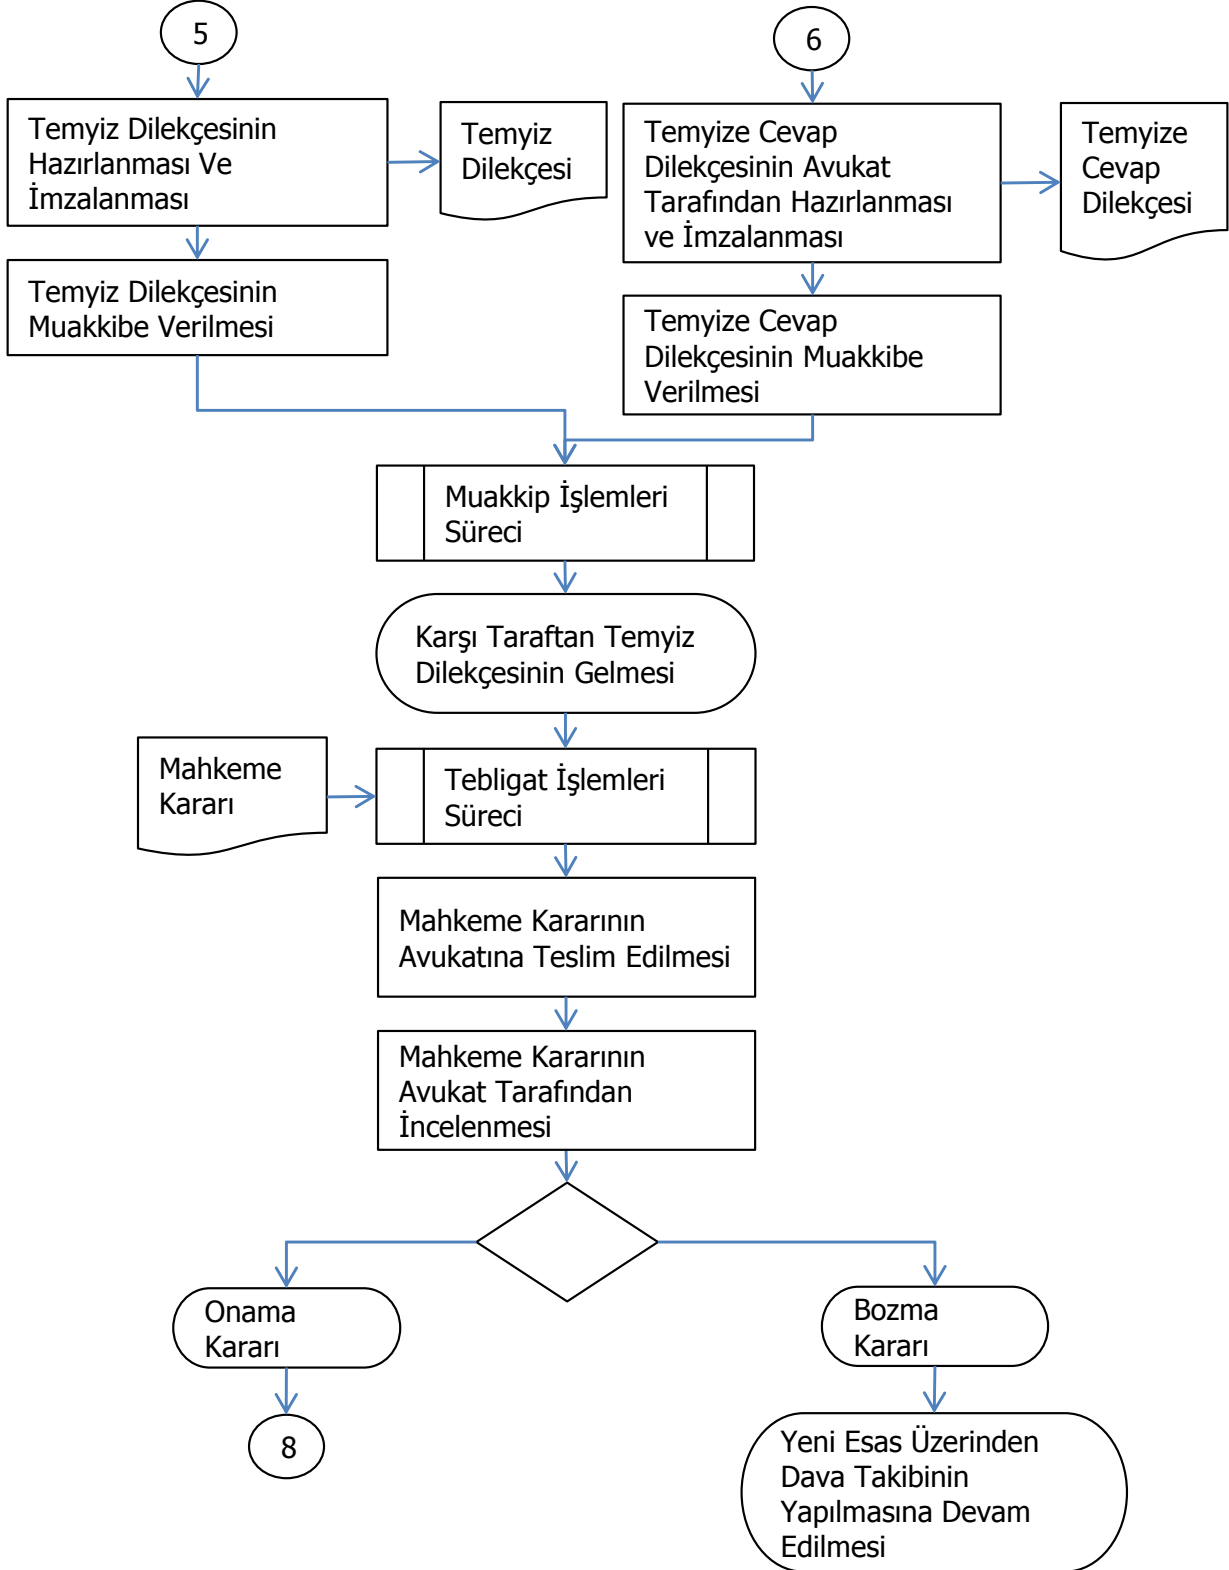 5
6
Temyiz Dilekçesinin
Hazırlanması Ve
İmzalanması
Temyiz
Dilekçesi
Temyize Cevap
Dilekçesinin Avukat
Tarafından Hazırlanması
ve İmzalanması
Temyize
Cevap
Dilekçesi
Temyiz Dilekçesinin
Muakkibe Verilmesi
Temyize Cevap
Dilekçesinin Muakkibe
Verilmesi
Muakkip İşlemleri
Süreci
Karşı Taraftan Temyiz
Dilekçesinin Gelmesi
Mahkeme
Kararı
Tebligat İşlemleri
Süreci
Mahkeme Kararının
Avukatına Teslim Edilmesi
Mahkeme Kararının
Avukat Tarafından
İncelenmesi
Onama
Kararı
Bozma
Kararı
8
Yeni Esas Üzerinden
Dava Takibinin
Yapılmasına Devam
Edilmesi